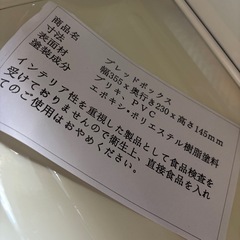 商品名　ブレッドボックス
寸法　幅355x奥行き230x高さ145mm
表面材　ブリキ、PVC
塗装成分　エポキシ・ポリエステル樹脂塗料
インテリア性を重視した製品として食品検査を
受けておりませんので衛生上、直接食品を入れ
てのご使用はおやめください。